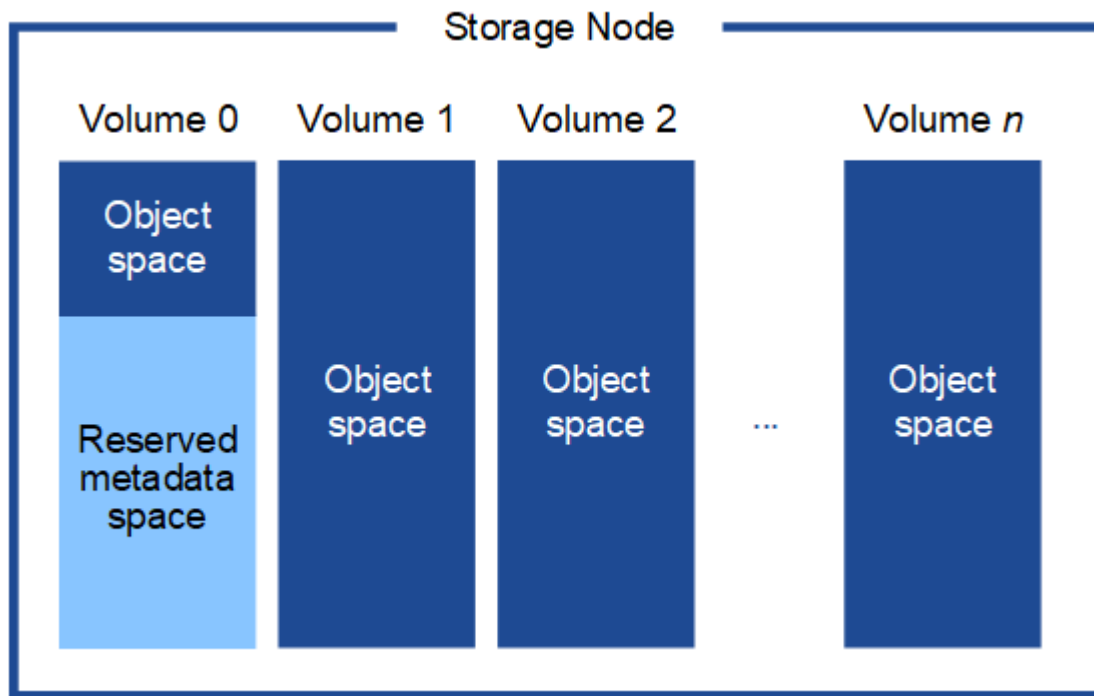 Storage Node
Volume 0
Volume 1
Volume 2
Volume n
Object
space
Reserved
metadata
space
Object
space
Object
space
...
Object
space